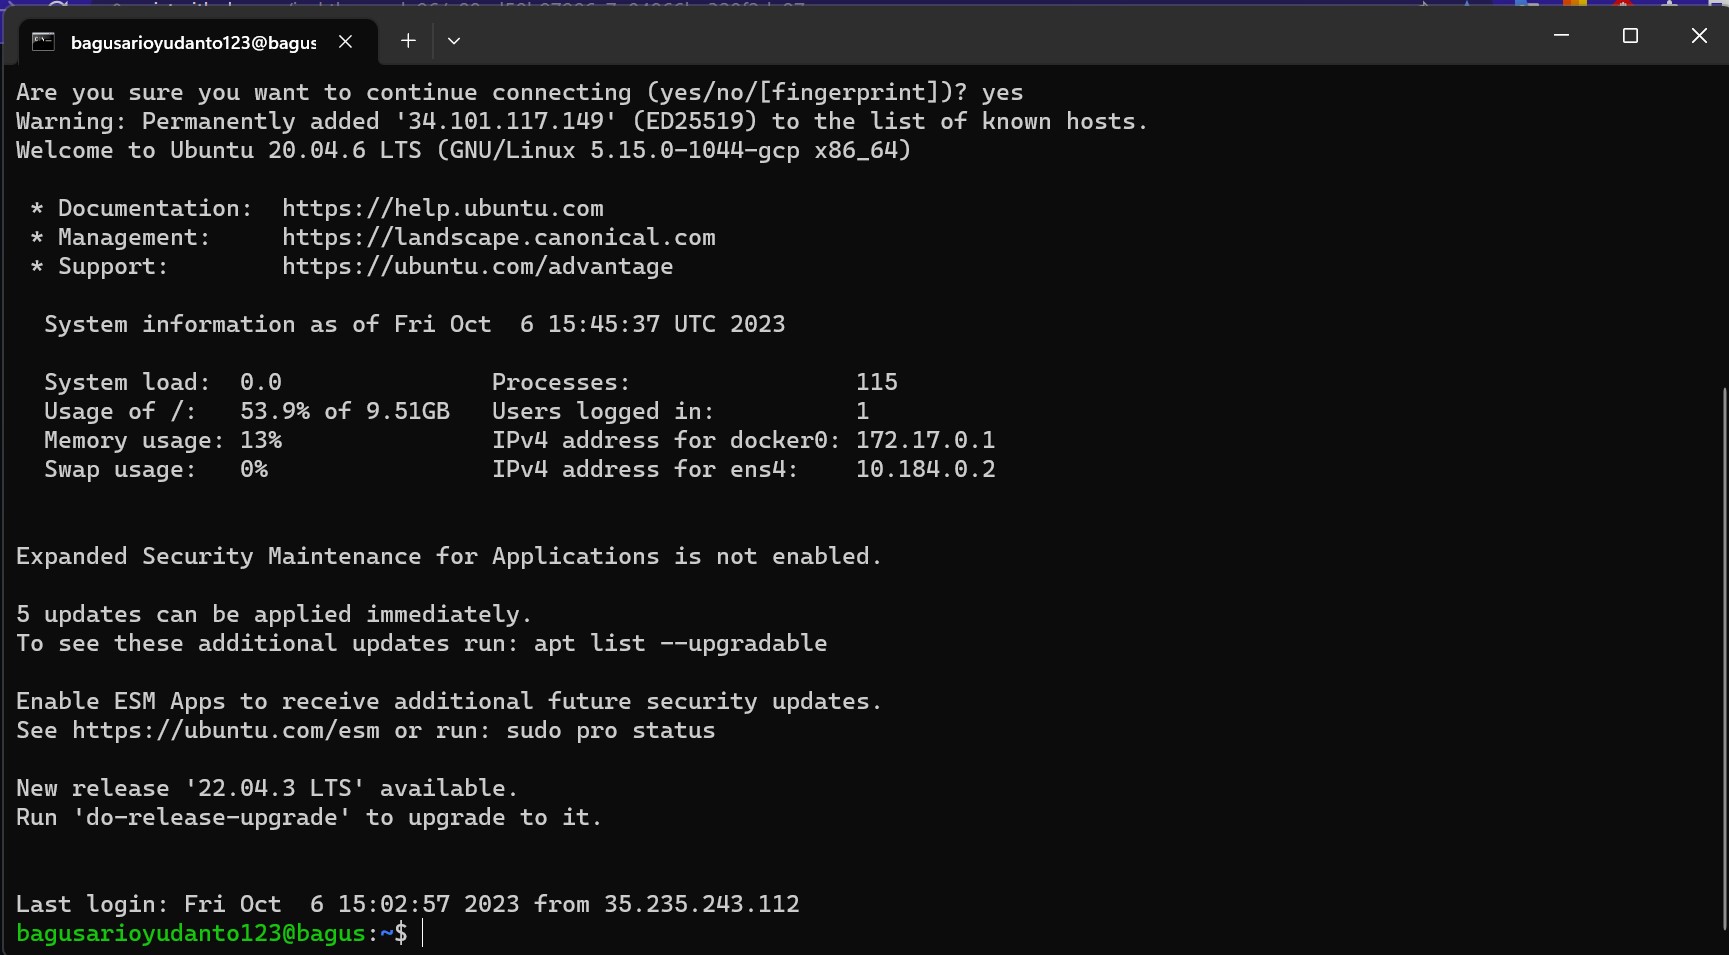 bagusarioyudanto123@bagus
Are you sure you want to continue connecting (yes/no/[fingerprint])? yes
Warning: Permanently added '34.101.117.149' (ED25519) to the list of known hosts.
Welcome to Ubuntu 20.04.6 LTS (GNU/Linux 5.15.0-1044-gcp x86_64)
* Documentation:  https://help.ubuntu.com
* Management:     https://landscape.canonical.com
* Support:        https://ubuntu.com/advantage
System information as of Fri Oct  6 15:45:37 UTC 2023
System load:  0.0               Processes:                115
Usage of /:   53.9% of 9.51GB   Users logged in:          1
Memory usage: 13%               IPv4 address for docker0: 172.17.0.1
Swap usage:   0%                IPv4 address for ens4:    10.184.0.2
Expanded Security Maintenance for Applications is not enabled.
5 updates can be applied immediately.
To see these additional updates run: apt list --upgradable
Enable ESM Apps to receive additional future security updates.
See https://ubuntu.com/esm or run: sudo pro status
New release '22.04.3 LTS' available.
Run 'do-release-upgrade' to upgrade to it.
Last login: Fri Oct  6 15:02:57 2023 from 35.235.243.112
bagusarioyudanto123@bagus:~$